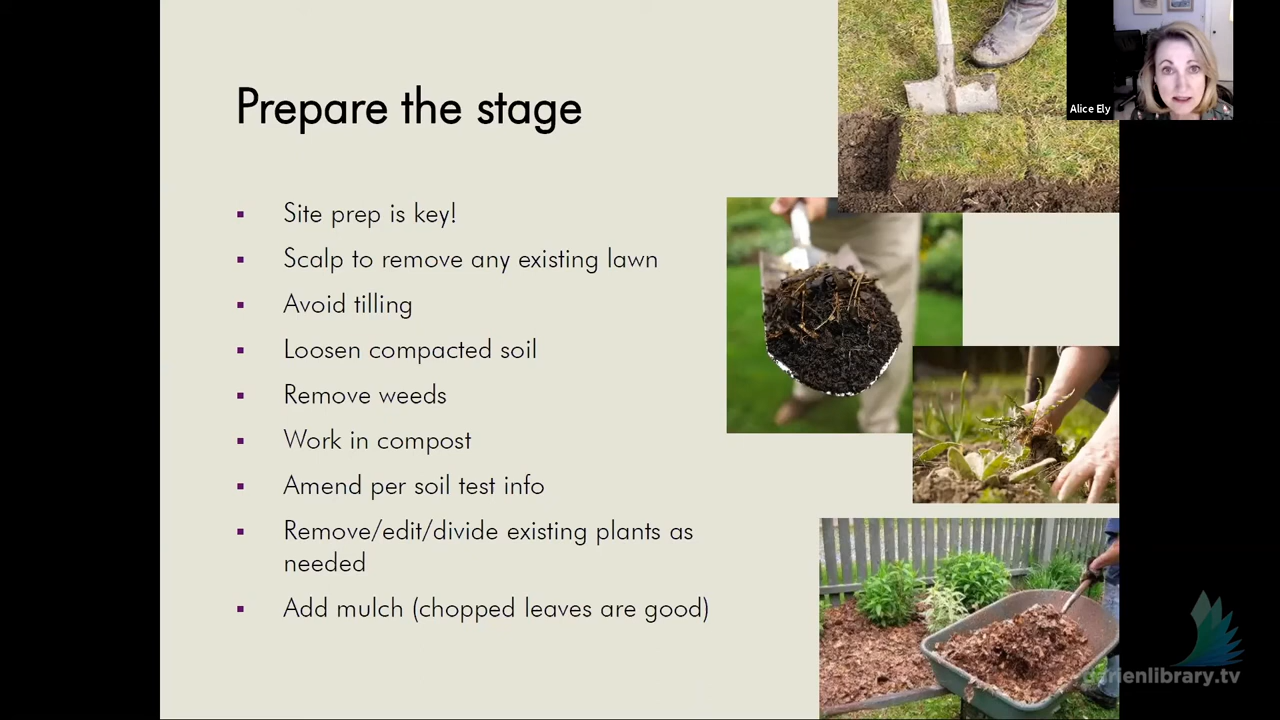 Prepare the stage
Alice Ely
Site prep is key!
Scalp to remove any existing lawn
Avoid tilling
Loosen compacted soil
Remove weeds
Work in compost
Amend per soil test info
Remove/edit/divide existing plants as
needed
Add mulch (chopped leaves are good)
darienlibrary.tv